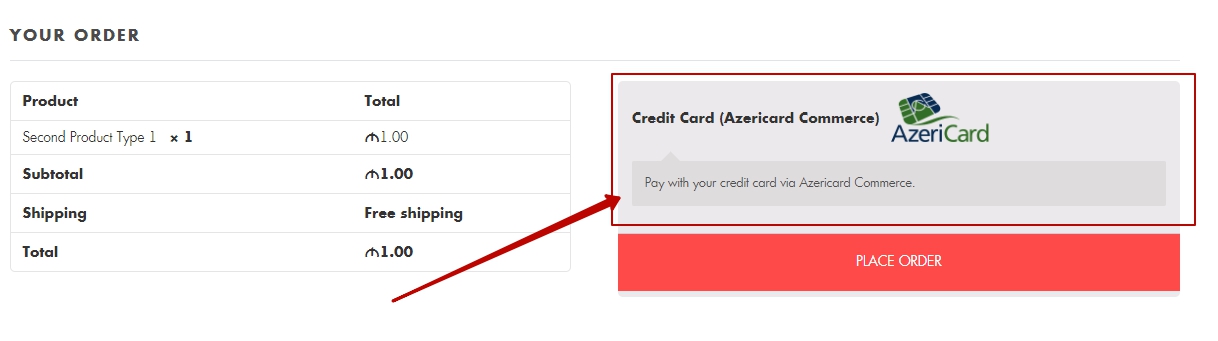 YOUR ORDER
Product Total
Second Product Type 1 × 1 ₼1.00
Subtotal ₼1.00
Shipping Free shipping
Total ₼1.00
Credit Card (Azericard Commerce) AzeriCard
Pay with your credit card via Azericard Commerce.
PLACE ORDER